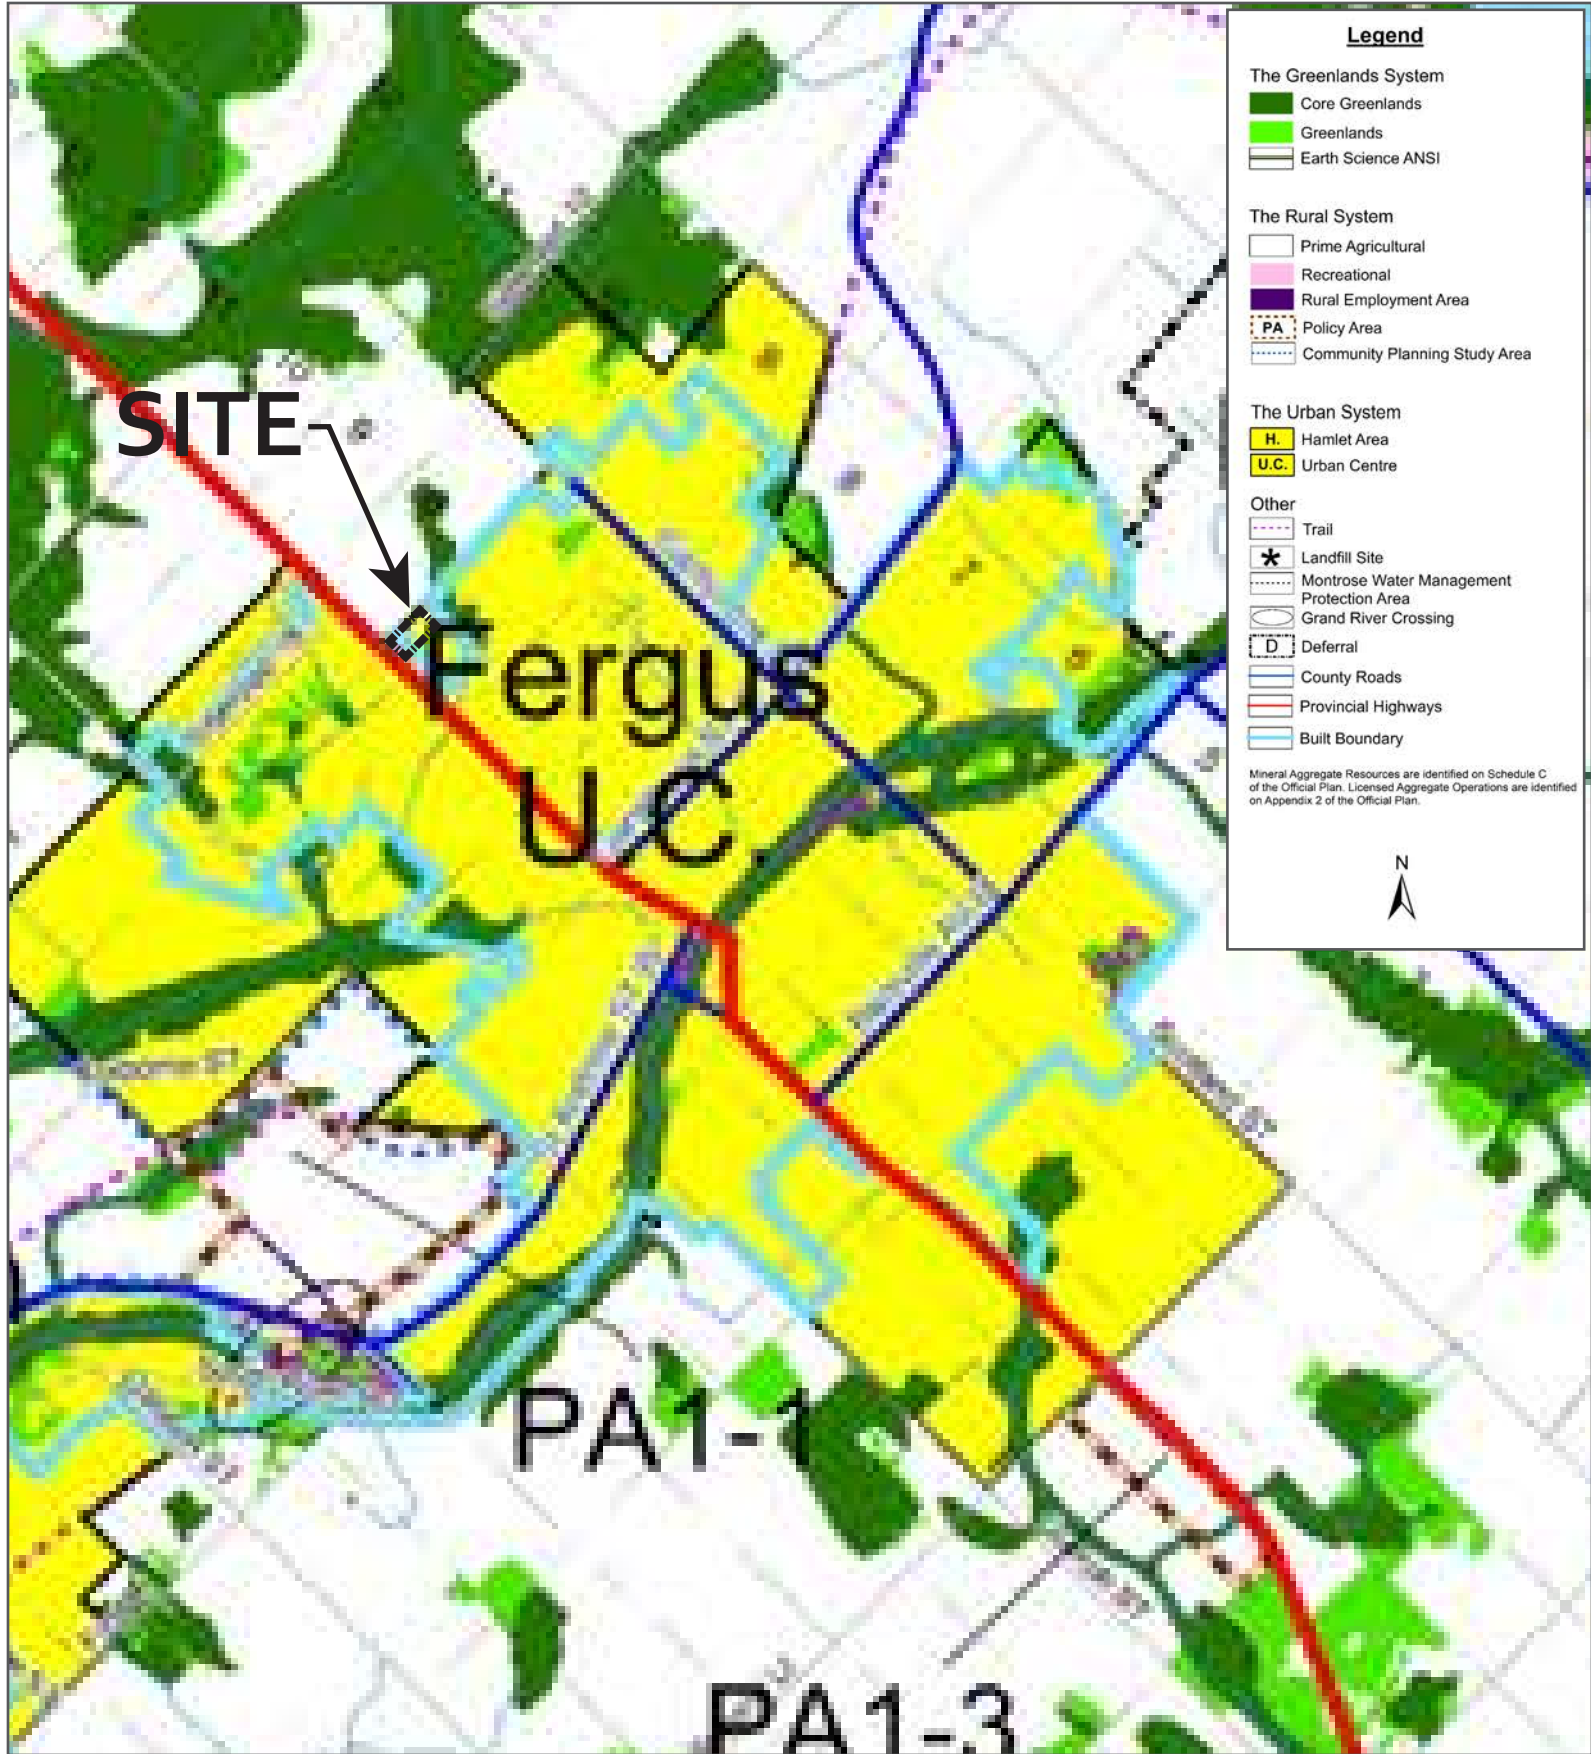 SITE
Fergus
U.C.
PA1-1
PA1-3
Legend
The Greenlands System
Core Greenlands
Greenlands
Earth Science ANSI
The Rural System
Prime Agricultural
Recreational
Rural Employment Area
PA Policy Area
Community Planning Study Area
The Urban System
H. Hamlet Area
U.C. Urban Centre
Other
Trail
Landfill Site
Montrose Water Management
Protection Area
Grand River Crossing
D Deferral
County Roads
Provincial Highways
Built Boundary
Mineral Aggregate Resources are identified on Schedule C
of the Official Plan. Licensed Aggregate Operations are identified
on Appendix 2 of the Official Plan.
N